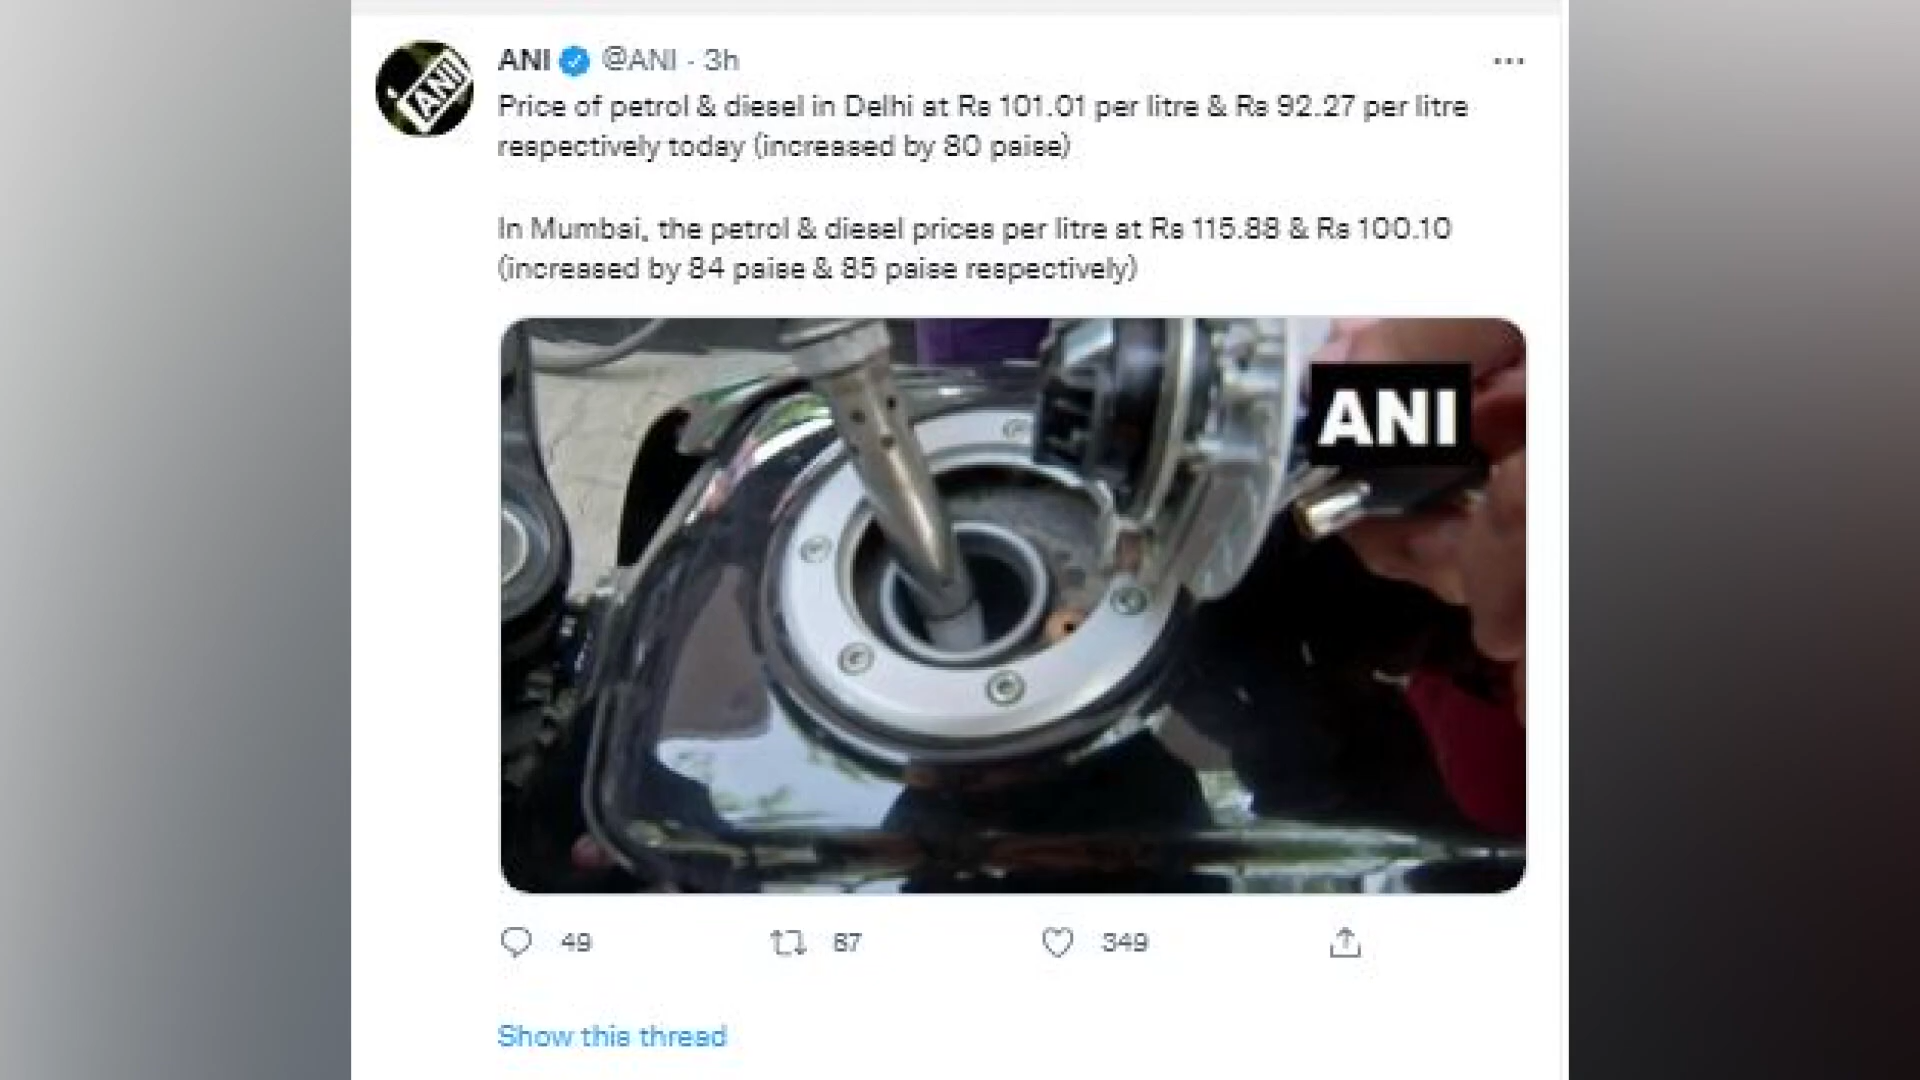 ANI @ANI · 3h
Price of petrol & diesel in Delhi at Rs 101.01 per litre & Rs 92.27 per litre
respectively today (increased by 80 paise)
In Mumbai, the petrol & diesel prices per litre at Rs 115.88 & Rs 100.10
(increased by 84 paise & 85 paise respectively)
ANI
ANI
49 87 349
Show this thread